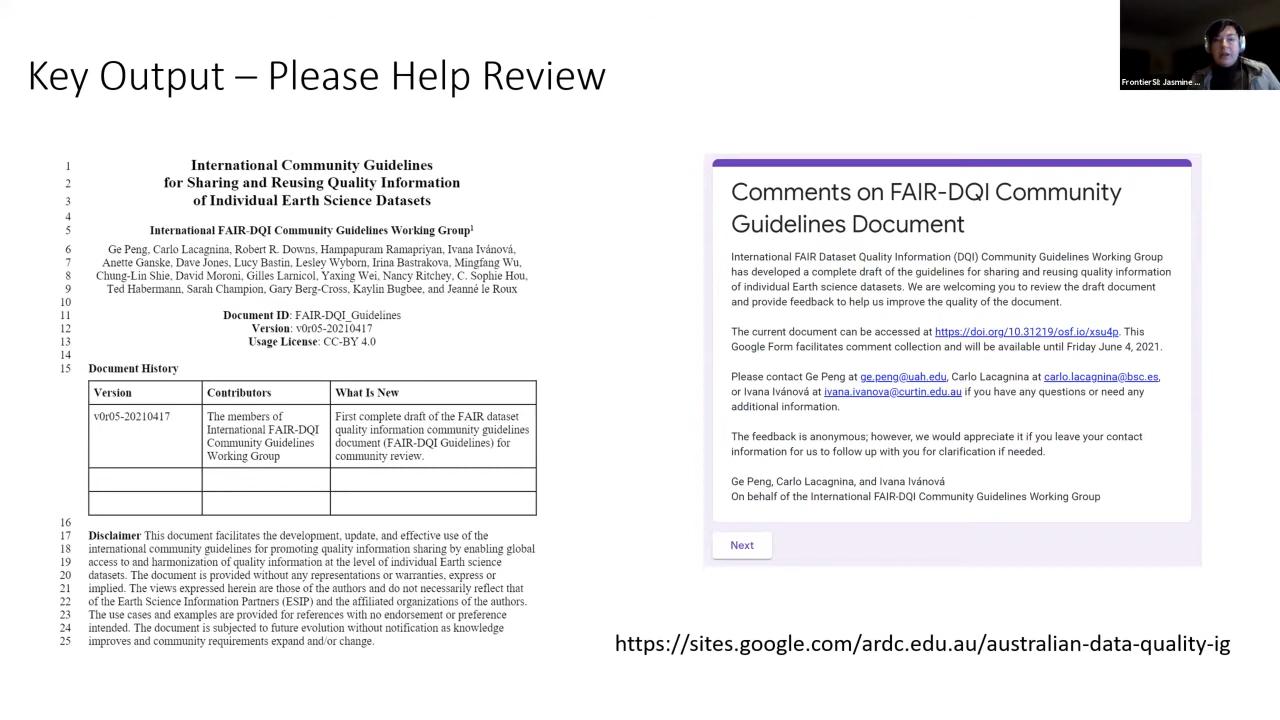 Key Output – Please Help Review
FrontierSI: Jasmine ...
1 International Community Guidelines
2 for Sharing and Reusing Quality Information
3 of Individual Earth Science Datasets
4
5 International FAIR-DQI Community Guidelines Working Group¹
6 Ge Peng, Carlo Lacagnina, Robert R. Downs, Hampapuram Ramapriyan, Ivana Ivánová,
7 Anette Ganske, Dave Jones, Lucy Bastin, Lesley Wyborn, Irina Bastrakova, Mingfang Wu,
8 Chung-Lin Shie, David Moroni, Gilles Larnicol, Yaxing Wei, Nancy Ritchey, C. Sophie Hou,
9 Ted Habermann, Sarah Champion, Gary Berg-Cross, Kaylin Bugbee, and Jeanné le Roux
10
11 Document ID: FAIR-DQI_Guidelines
12 Version: v0r05-20210417
13 Usage License: CC-BY 4.0
14
15 Document History
Version Contributors What Is New
v0r05-20210417 The members of First complete draft of the FAIR dataset
International FAIR-DQI quality information community guidelines
Community Guidelines document (FAIR-DQI Guidelines) for
Working Group community review.
16
17 Disclaimer This document facilitates the development, update, and effective use of the
18 international community guidelines for promoting quality information sharing by enabling global
19 access to and harmonization of quality information at the level of individual Earth science
20 datasets. The document is provided without any representations or warranties, express or
21 implied. The views expressed herein are those of the authors and do not necessarily reflect that
22 of the Earth Science Information Partners (ESIP) and the affiliated organizations of the authors.
23 The use cases and examples are provided for references with no endorsement or preference
24 intended. The document is subjected to future evolution without notification as knowledge
25 improves and community requirements expand and/or change.
Comments on FAIR-DQI Community
Guidelines Document
International FAIR Dataset Quality Information (DQI) Community Guidelines Working Group
has developed a complete draft of the guidelines for sharing and reusing quality information
of individual Earth science datasets. We are welcoming you to review the draft document
and provide feedback to help us improve the quality of the document.
The current document can be accessed at https://doi.org/10.31219/osf.io/xsu4p. This
Google Form facilitates comment collection and will be available until Friday June 4, 2021.
Please contact Ge Peng at ge.peng@uah.edu, Carlo Lacagnina at carlo.lacagnina@bsc.es,
or Ivana Ivánová at ivana.ivanova@curtin.edu.au if you have any questions or need any
additional information.
The feedback is anonymous; however, we would appreciate it if you leave your contact
information for us to follow up with you for clarification if needed.
Ge Peng, Carlo Lacagnina, and Ivana Ivánová
On behalf of the International FAIR-DQI Community Guidelines Working Group
Next
https://sites.google.com/ardc.edu.au/australian-data-quality-ig